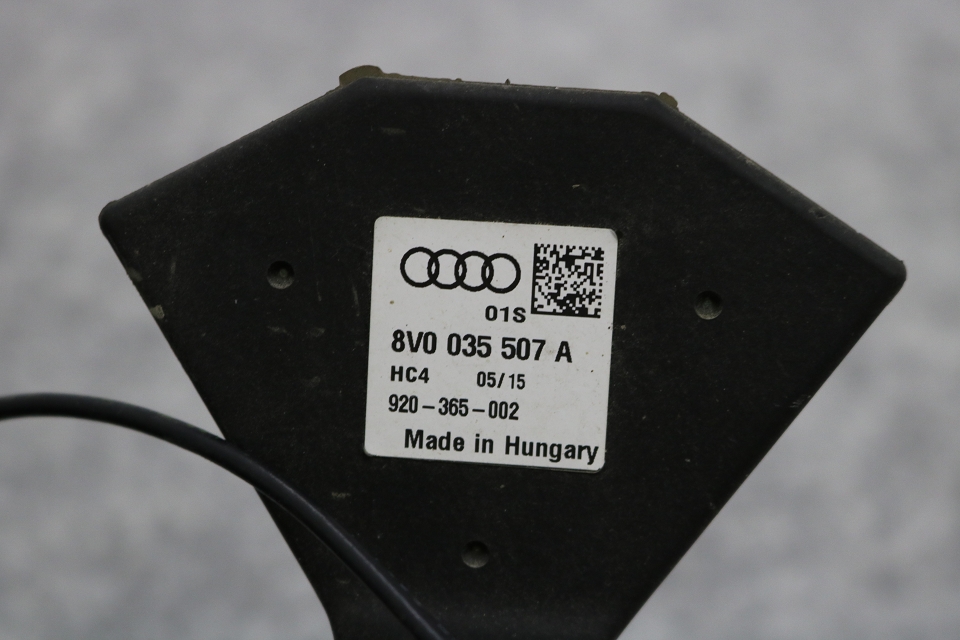 01S
8V0 035 507 A
HC4 05/15
920-365-002
Made in Hungary